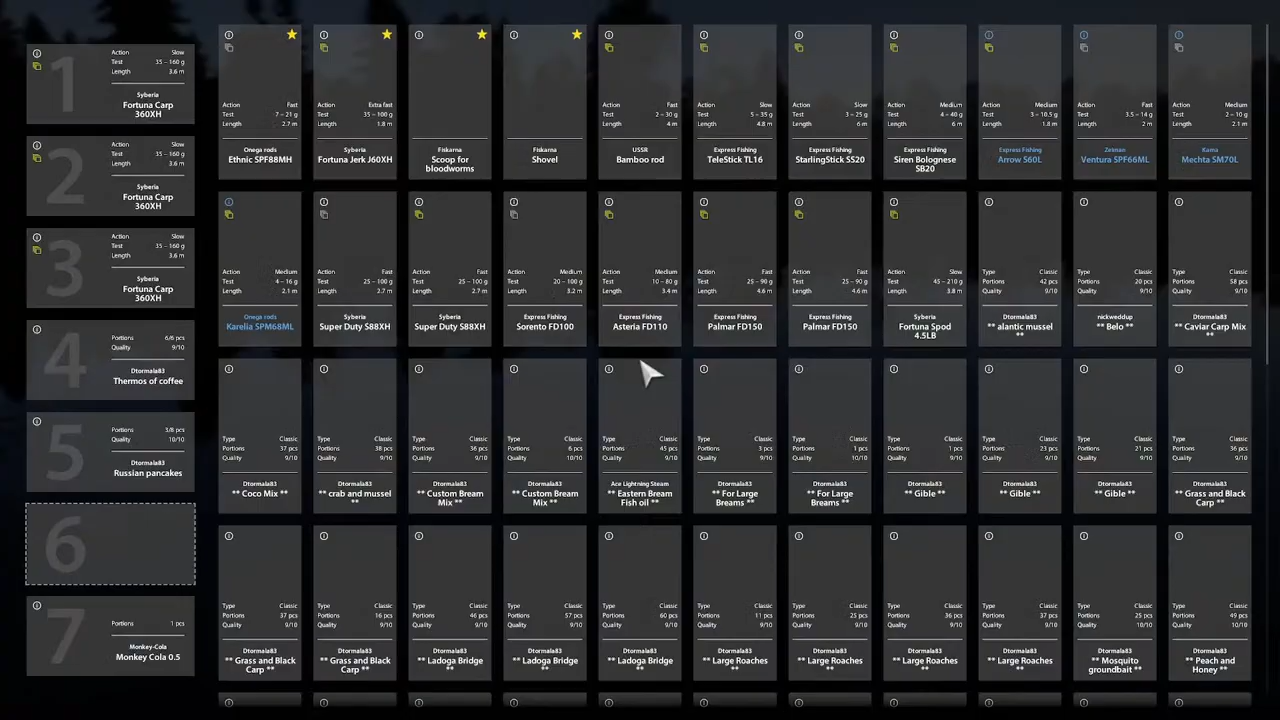 1
Action Slow
Test 35 – 160 g
Length 3.6 m
Syberia
Fortuna Carp
360XH
2
Action Slow
Test 35 – 160 g
Length 3.6 m
Syberia
Fortuna Carp
360XH
3
Action Slow
Test 35 – 160 g
Length 3.6 m
Syberia
Fortuna Carp
360XH
4
Portions 6/6 pcs
Quality 9/10
Dtormala83
Thermos of coffee
5
Portions 3/8 pcs
Quality 10/10
Dtormala83
Russian pancakes
6
7
Portions 1 pcs
Monkey-Cola
Monkey Cola 0.5
Action Fast
Test 7 – 21 g
Length 2.7 m
Omega rods
Ethnic SPF88MH
Action Extra fast
Test 35 – 100 g
Length 1.8 m
Syberia
Fortuna Jerk J60XH
Fiskarna
Scoop for
bloodworms
Fiskarna
Shovel
Action Fast
Test 2 – 30 g
Length 4 m
USSR
Bamboo rod
Action Slow
Test 5 – 35 g
Length 4.8 m
Express Fishing
TeleStick TL16
Action Slow
Test 3 – 25 g
Length 6 m
Express Fishing
StarlingStick SS20
Action Medium
Test 4 – 40 g
Length 6 m
Express Fishing
Siren Bolognese
SB20
Action Medium
Test 3 – 10.5 g
Length 1.8 m
Express Fishing
Arrow S60L
Action Fast
Test 3.5 – 14 g
Length 2 m
Zeiman
Ventura SPF66ML
Action Medium
Test 2 – 10 g
Length 2.1 m
Kama
Mechta SM70L
Action Medium
Test 4 – 16 g
Length 2.1 m
Omega rods
Karelia SPM68ML
Action Fast
Test 25 – 100 g
Length 2.7 m
Syberia
Super Duty S88XH
Action Fast
Test 25 – 100 g
Length 2.7 m
Syberia
Super Duty S88XH
Action Medium
Test 20 – 100 g
Length 3.2 m
Express Fishing
Sorento FD100
Action Medium
Test 10 – 80 g
Length 3.4 m
Express Fishing
Asteria FD110
Action Fast
Test 25 – 90 g
Length 4.6 m
Express Fishing
Palmar FD150
Action Fast
Test 25 – 90 g
Length 4.6 m
Express Fishing
Palmar FD150
Action Slow
Test 45 – 210 g
Length 3.8 m
Syberia
Fortuna Spod
4.5LB
Type Classic
Portions 42 pcs
Quality 9/10
Dtormala83
** alantic mussel
**
Type Classic
Portions 20 pcs
Quality 9/10
nickweddup
** Belo **
Type Classic
Portions 58 pcs
Quality 9/10
Dtormala83
** Caviar Carp Mix
**
Type Classic
Portions 37 pcs
Quality 9/10
Dtormala83
** Coco Mix **
Type Classic
Portions 38 pcs
Quality 9/10
Dtormala83
** crab and mussel
**
Type Classic
Portions 36 pcs
Quality 9/10
Dtormala83
** Custom Bream
Mix **
Type Classic
Portions 6 pcs
Quality 10/10
Dtormala83
** Custom Bream
Mix **
Type Classic
Portions 45 pcs
Quality 9/10
Ace Lightning Steam
** Eastern Bream
Fish oil **
Type Classic
Portions 3 pcs
Quality 9/10
Dtormala83
** For Large
Breams **
Type Classic
Portions 1 pcs
Quality 10/10
Dtormala83
** For Large
Breams **
Type Classic
Portions 1 pcs
Quality 9/10
Dtormala83
** Gible **
Type Classic
Portions 23 pcs
Quality 9/10
Dtormala83
** Gible **
Type Classic
Portions 21 pcs
Quality 9/10
Dtormala83
** Gible **
Type Classic
Portions 36 pcs
Quality 9/10
Dtormala83
** Grass and Black
Carp **
Type Classic
Portions 37 pcs
Quality 9/10
Dtormala83
** Grass and Black
Carp **
Type Classic
Portions 16 pcs
Quality 9/10
Dtormala83
** Grass and Black
Carp **
Type Classic
Portions 46 pcs
Quality 9/10
Dtormala83
** Ladoga Bridge
**
Type Classic
Portions 57 pcs
Quality 9/10
Dtormala83
** Ladoga Bridge
**
Type Classic
Portions 60 pcs
Quality 9/10
Dtormala83
** Ladoga Bridge
**
Type Classic
Portions 11 pcs
Quality 9/10
Dtormala83
** Large Roaches
**
Type Classic
Portions 25 pcs
Quality 9/10
Dtormala83
** Large Roaches
**
Type Classic
Portions 36 pcs
Quality 9/10
Dtormala83
** Large Roaches
**
Type Classic
Portions 37 pcs
Quality 9/10
Dtormala83
** Large Roaches
**
Type Classic
Portions 25 pcs
Quality 10/10
Dtormala83
** Mosquito
groundbait **
Type Classic
Portions 49 pcs
Quality 10/10
Dtormala83
** Peach and
Honey **